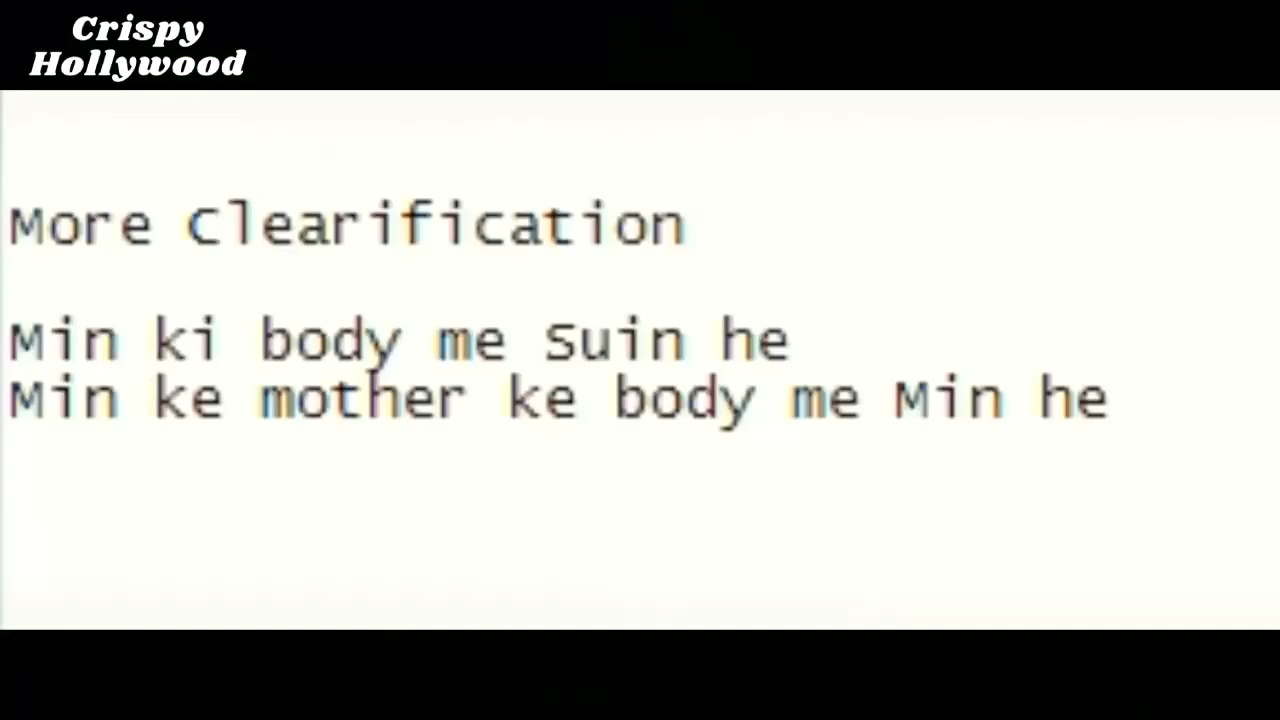 Crispy
Hollywood
More Clearification
Min ki body me Suin he
Min ke mother ke body me Min he